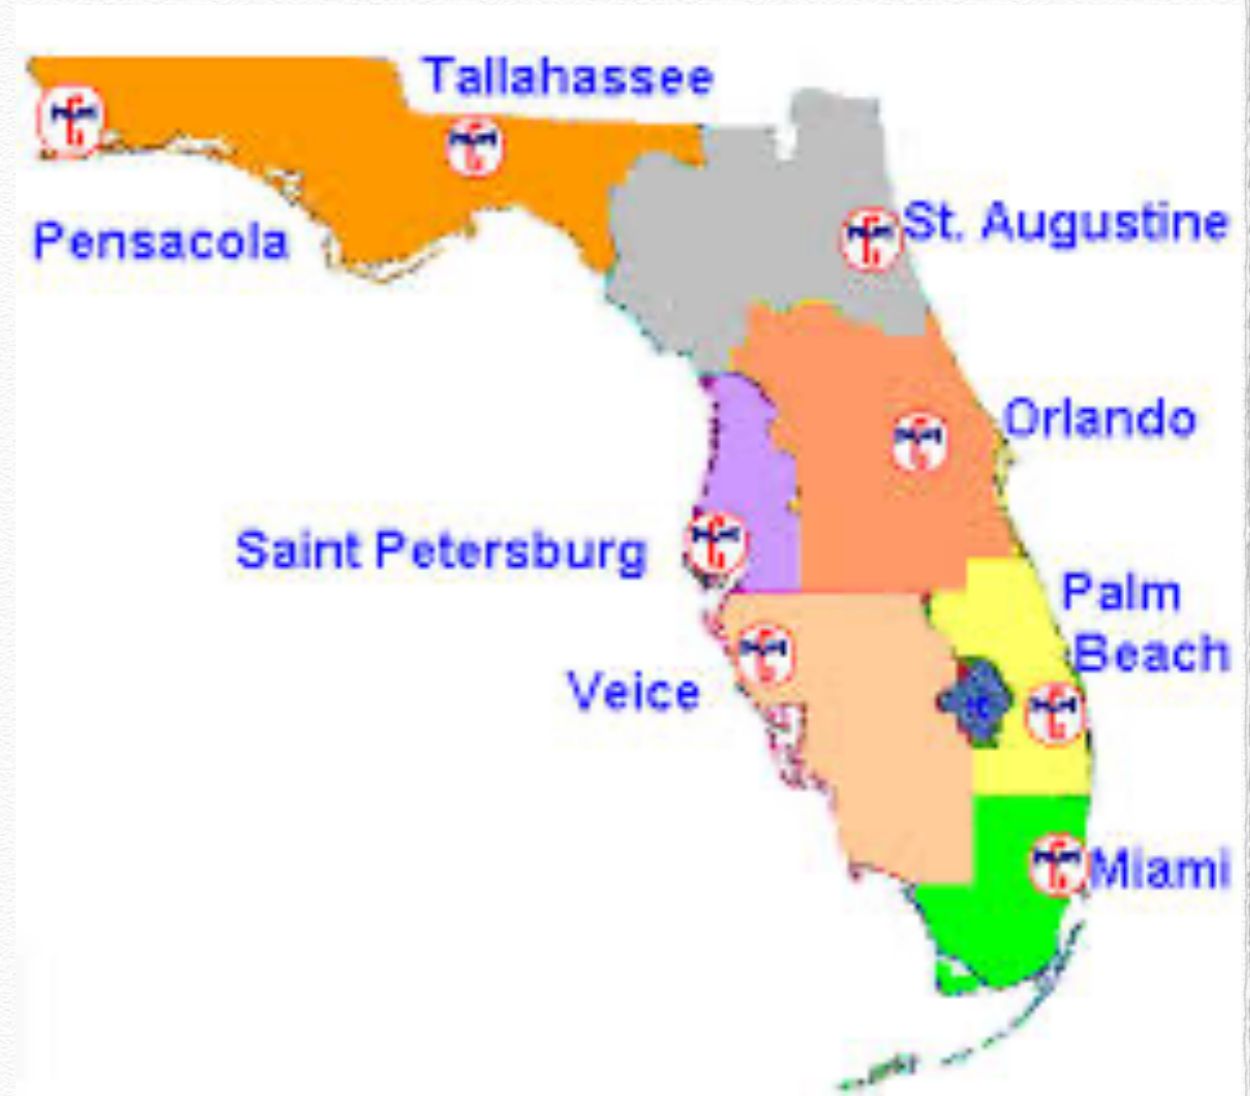 Tallahassee
Pensacola
St. Augustine
Orlando
Saint Petersburg
Palm
Beach
Veice
Miami